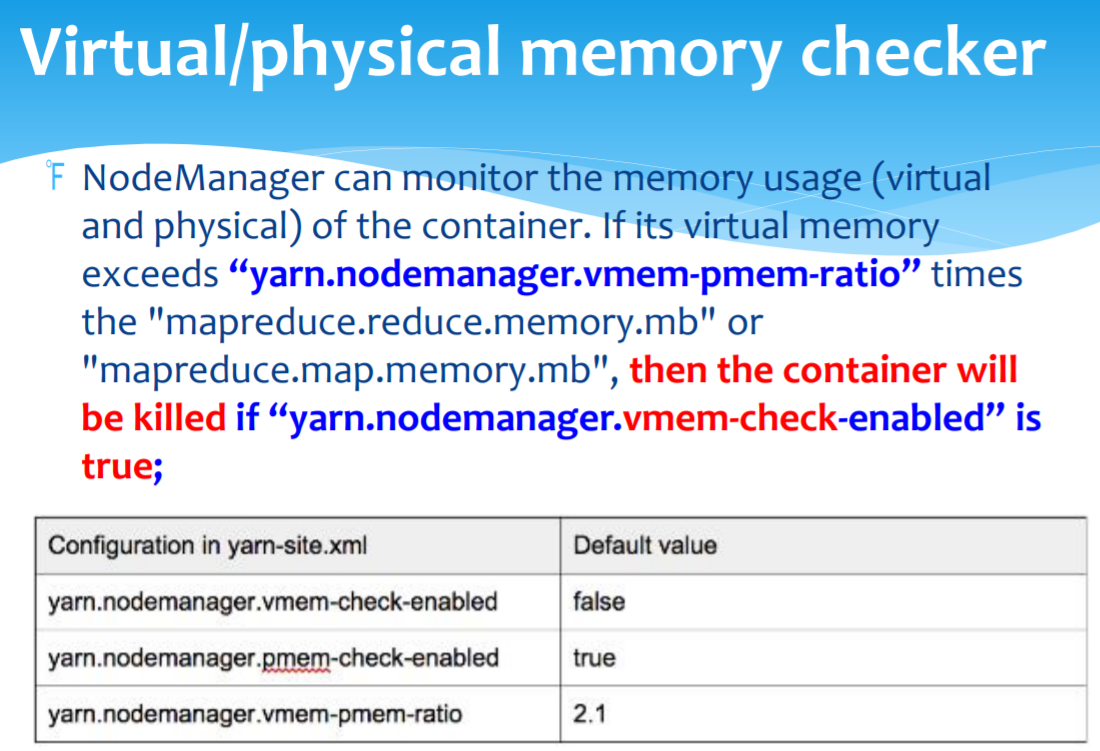 Virtual/physical memory checker
NodeManager can monitor the memory usage (virtual
and physical) of the container. If its virtual memory
exceeds “yarn.nodemanager.vmem-pmem-ratio” times
the "mapreduce.reduce.memory.mb" or
"mapreduce.map.memory.mb", then the container will
be killed if “yarn.nodemanager.vmem-check-enabled” is
true;
Configuration in yarn-site.xml Default value
yarn.nodemanager.vmem-check-enabled false
yarn.nodemanager.pmem-check-enabled true
yarn.nodemanager.vmem-pmem-ratio 2.1